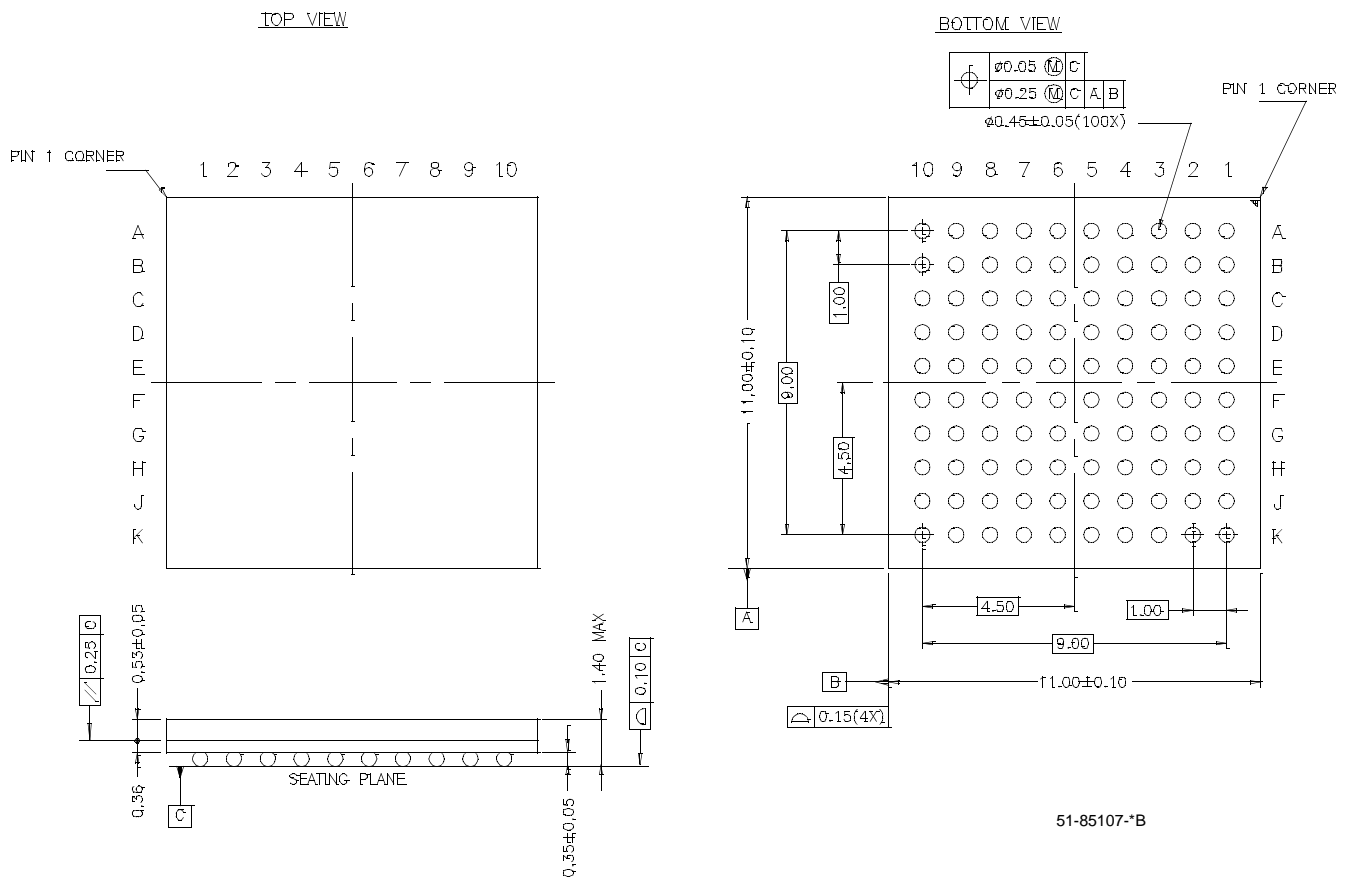 TOP VIEW
PIN 1 CORNER
1 2 3 4 5 6 7 8 9 10
A
B
C
D
E
F
G
H
J
K
// 0.25 C
0.53±0.05
0.36
C
SEATING PLANE
0.35±0.05
1.40 MAX
0.10 C
BOTTOM VIEW
⌀0.05 Ⓜ C
⌀0.25 Ⓜ C A B
⌀0.45±0.05(100X)
PIN 1 CORNER
10 9 8 7 6 5 4 3 2 1
A
B
C
D
E
F
G
H
J
K
11.00±0.10
9.00
1.00
4.50
A
4.50
1.00
9.00
B
11.00±0.10
0.15(4X)
51-85107-*B